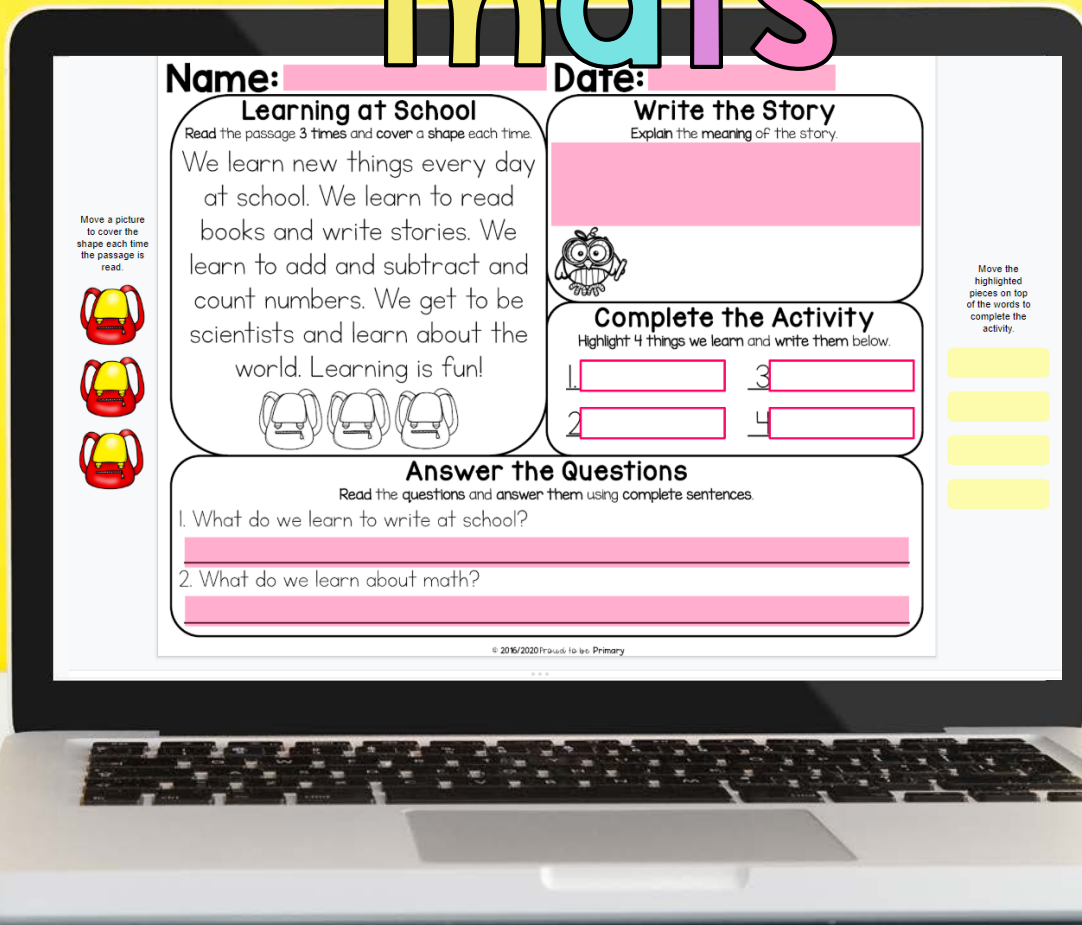 mats
Name:
Date:
Learning at School
Read the passage 3 times and cover a shape each time.
We learn new things every day
at school. We learn to read
books and write stories. We
learn to add and subtract and
count numbers. We get to be
scientists and learn about the
world. Learning is fun!
Write the Story
Explain the meaning of the story.
Complete the Activity
Highlight 4 things we learn and write them below.
1.
3
2
4
Answer the Questions
Read the questions and answer them using complete sentences.
1. What do we learn to write at school?
2. What do we learn about math?
© 2016/2020 Proud to be Primary
Move a picture
to cover the
shape each time
the passage is
read.
Move the
highlighted
pieces on top
of the words to
complete the
activity.